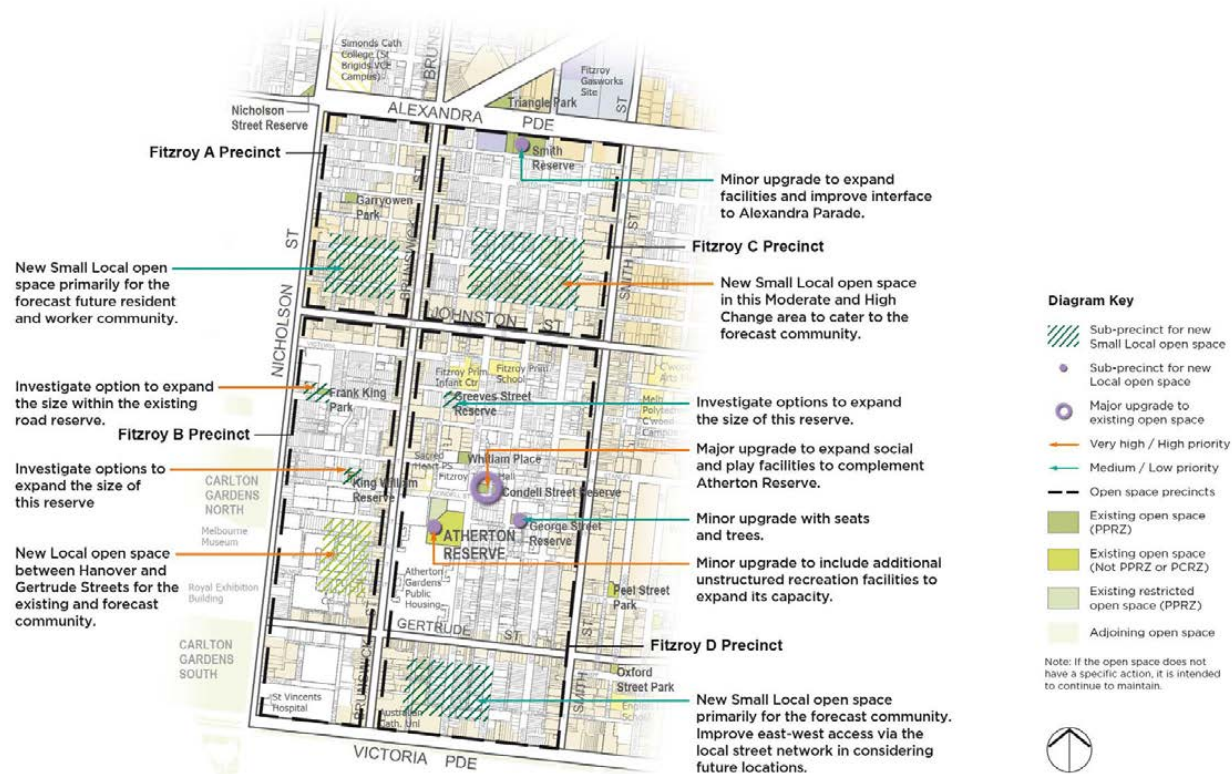 Simonds Cath
College (St
Brigids VCE
Campus)
BRUNS
Fitzroy
Gasworks
Site
ST
Triangle Park
Nicholson
Street Reserve
ALEXANDRA
PDE
Fitzroy A Precinct
Smith
Reserve
Minor upgrade to expand
facilities and improve interface
to Alexandra Parade.
Garryowen
Park
ST
Fitzroy C Precinct
New Small Local open
space primarily for the
forecast future resident
and worker community.
BRUNSWICK
SMITH
ST
New Small Local open space
in this Moderate and High
Change area to cater to the
forecast community.
JOHNSTON ST
NICHOLSON
Fitzroy Prim
Infant Ctr
Fitzroy Prim
School
Investigate option to expand
the size within the existing
road reserve.
Frank King
Park
Greeves Street
Reserve
Investigate options to expand
the size of this reserve.
Fitzroy B Precinct
Sacred
Heart PS
Whitlam Place
Fitzroy
Hall
Major upgrade to expand social
and play facilities to complement
Atherton Reserve.
Investigate options to
expand the size of
this reserve
King William
Reserve
Condell Street Reserve
CARLTON
GARDENS
NORTH
Melbourne
Museum
George Street
Reserve
Minor upgrade with seats
and trees.
ATHERTON
RESERVE
New Local open space
between Hanover and
Gertrude Streets for the
existing and forecast
community.
Royal Exhibition
Building
Atherton
Gardens
Public
Housing
Minor upgrade to include additional
unstructured recreation facilities to
expand its capacity.
Peel Street
Park
GERTRUDE ST
ST
CARLTON
GARDENS
SOUTH
Fitzroy D Precinct
Oxford
Street Park
St Vincents
Hospital
BRUNSWICK
SMITH
Australian
Cath. Uni
New Small Local open space
primarily for the forecast community.
Improve east-west access via the
local street network in considering
future locations.
VICTORIA PDE
Diagram Key
Sub-precinct for new
Small Local open space
Sub-precinct for new
Local open space
Major upgrade to
existing open space
Very high / High priority
Medium / Low priority
Open space precincts
Existing open space
(PPRZ)
Existing open space
(Not PPRZ or PCRZ)
Existing restricted
open space (PPRZ)
Adjoining open space
Note: If the open space does not
have a specific action, it is intended
to continue to maintain.